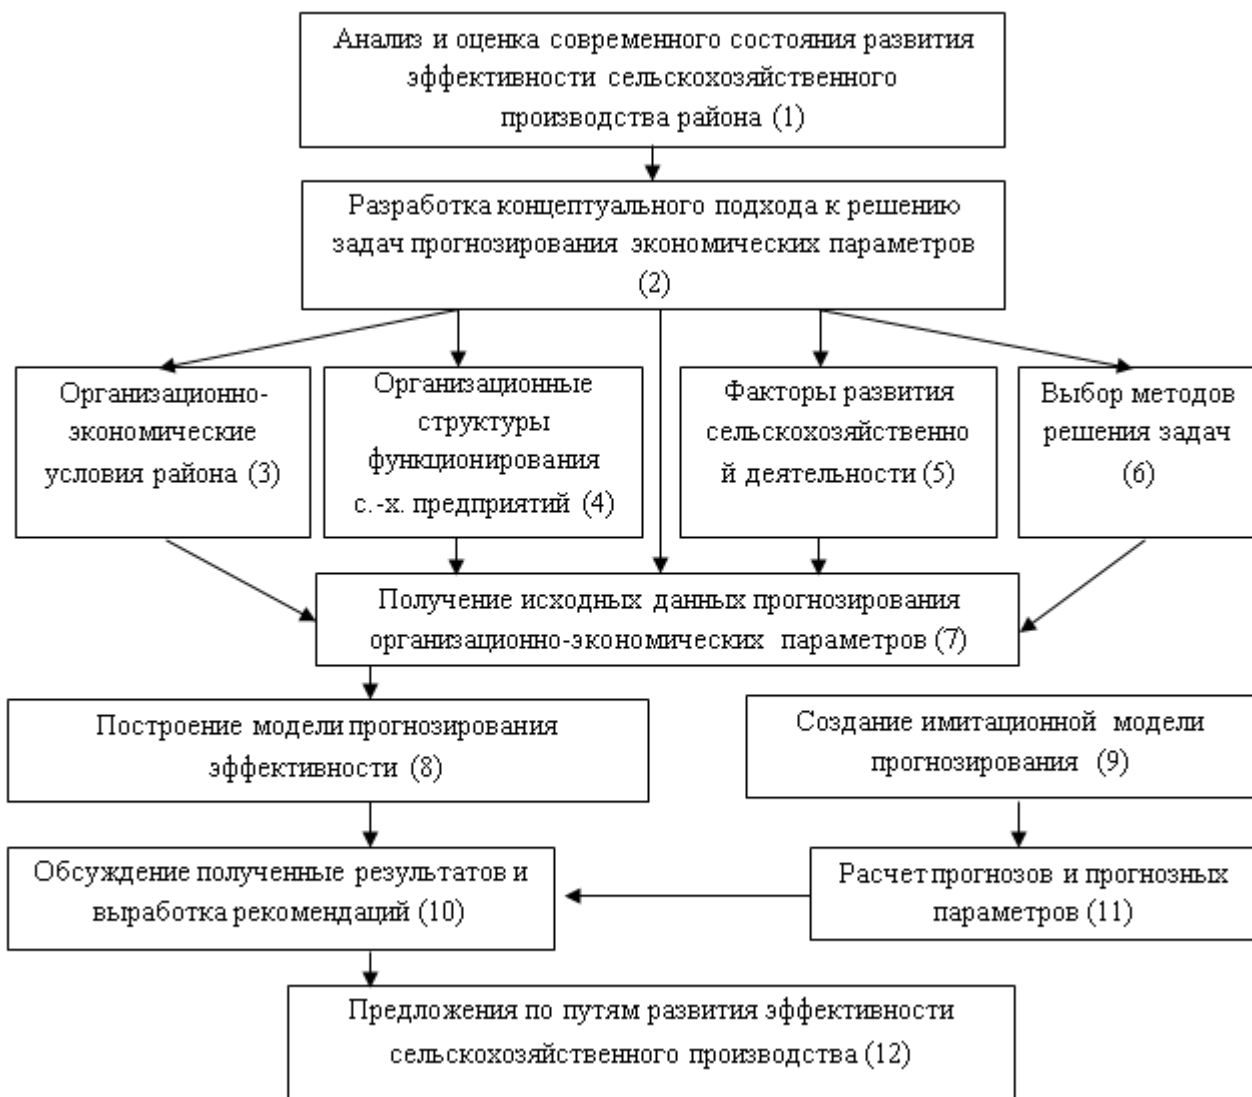 Анализ и оценка современного состояния развития
эффективности сельскохозяйственного
производства района (1)
Разработка концептуального подхода к решению
задач прогнозирования экономических параметров
(2)
Организационно-
экономические
условия района (3)
Организационные
структуры
функционирования
с.-х. предприятий (4)
Факторы развития
сельскохозяйственно
й деятельности (5)
Выбор методов
решения задач
(6)
Получение исходных данных прогнозирования
организационно-экономических параметров (7)
Построение модели прогнозирования
эффективности (8)
Создание имитационной модели
прогнозирования (9)
Обсуждение полученные результатов и
выработка рекомендаций (10)
Расчет прогнозов и прогнозных
параметров (11)
Предложения по путям развития эффективности
сельскохозяйственного производства (12)